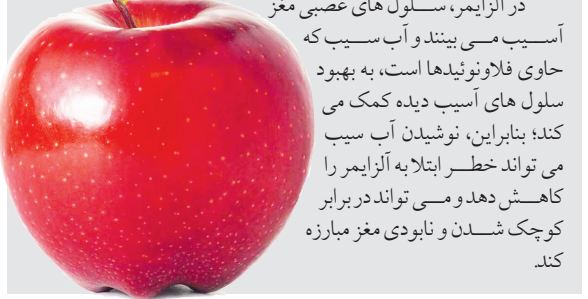 در آلزایمر، سلول های عصبی مغز
آسیب می بینند و آب سیب که
حاوی فلاونوئیدها است، به بهبود
سلول های آسیب دیده کمک می
کند؛ بنابراین، نوشیدن آب سیب
می تواند خطر ابتلا به آلزایمر را
کاهش دهد و می تواند در برابر
کوچک شدن و نابودی مغز مبارزه
کند.